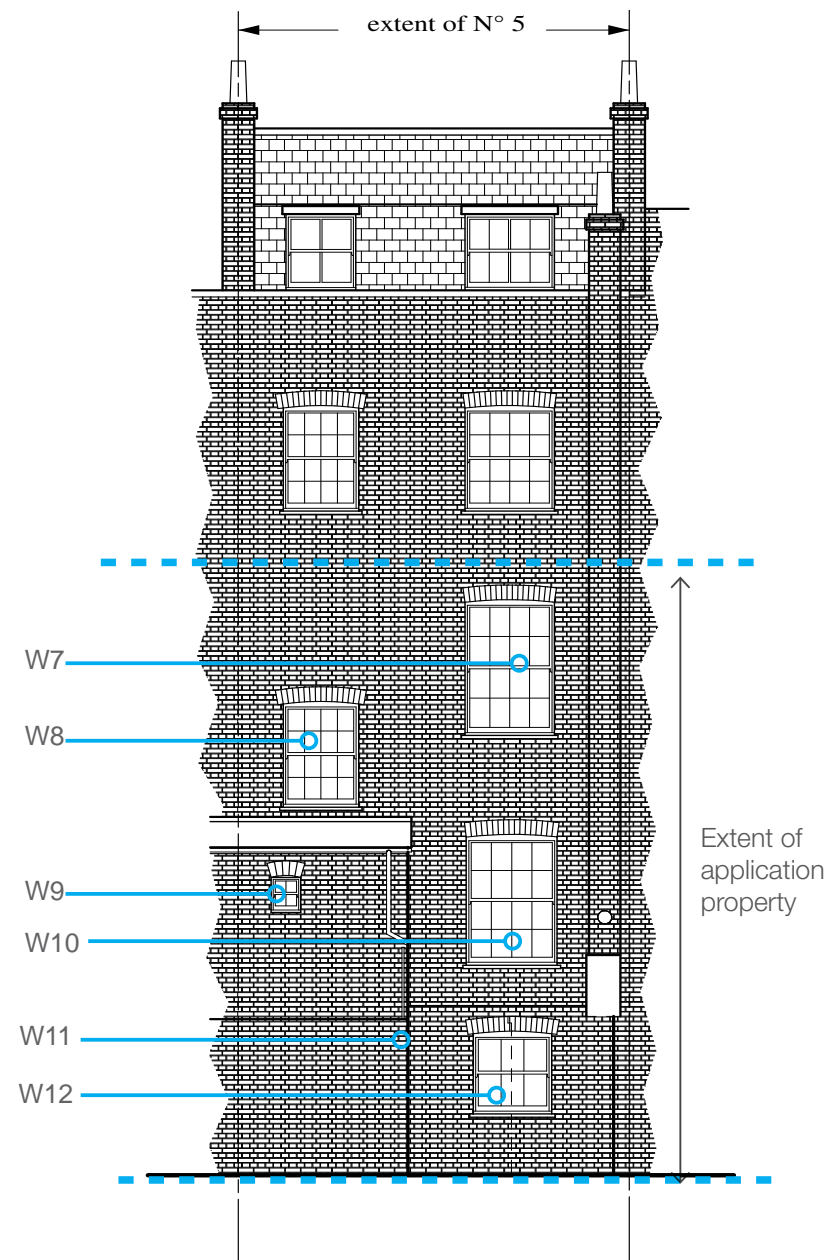 extent of N° 5
W7
W8
Extent of
application
property
W9
W10
W11
W12